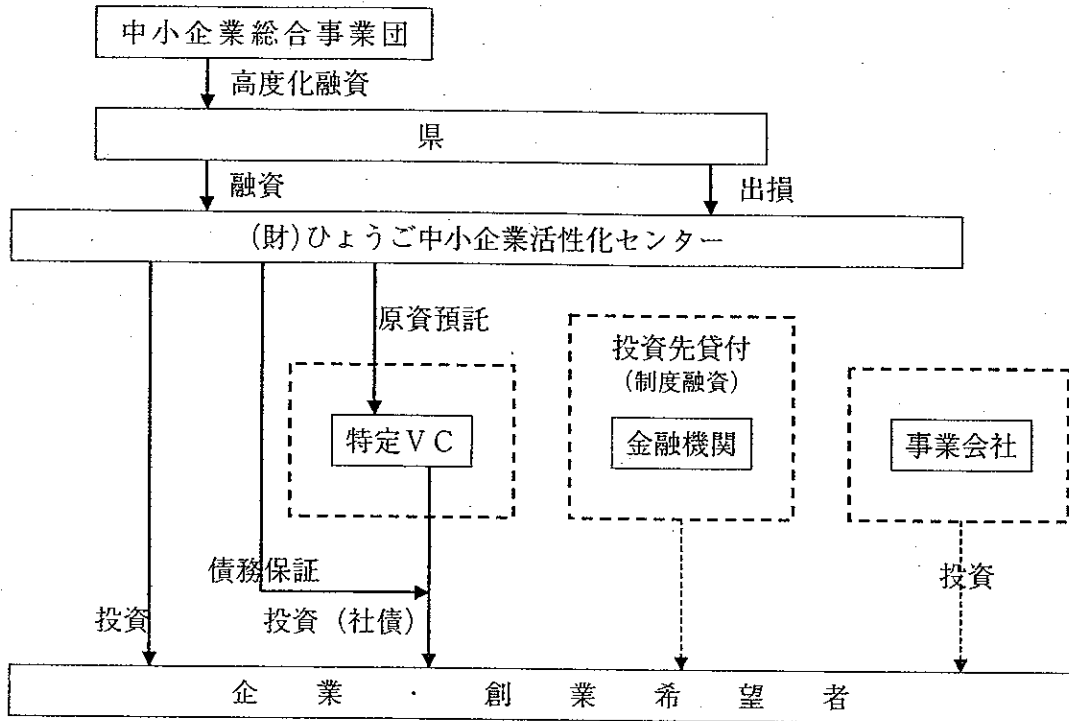 中小企業総合事業団
高度化融資
県
融資
出損
(財)ひょうご中小企業活性化センター
原資預託
投資先貸付
(制度融資)
特定VC
金融機関
事業会社
債務保証
投資
投資(社債)
投資
企業・創業希望者